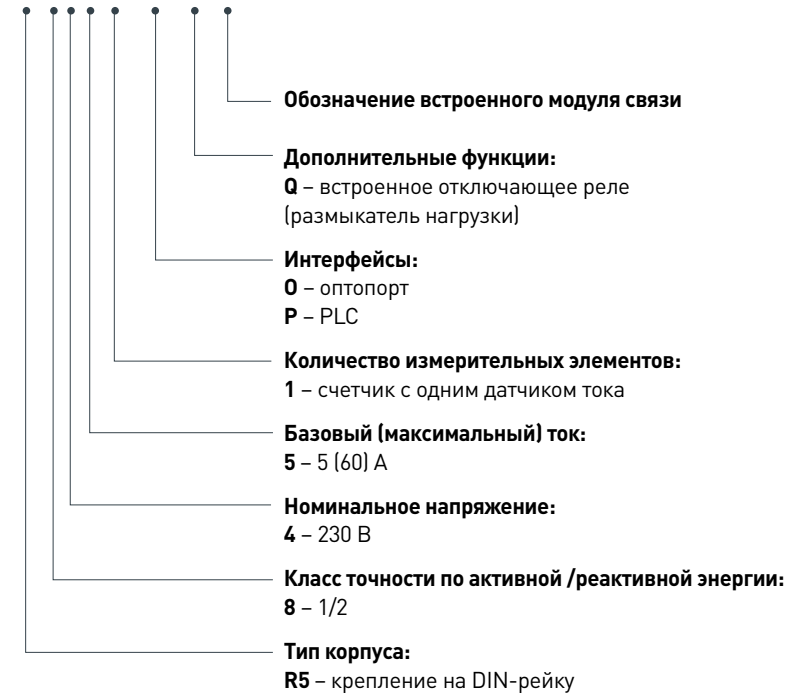 Обозначение встроенного модуля связи
Дополнительные функции:
Q – встроенное отключающее реле
(размыкатель нагрузки)
Интерфейсы:
O – оптопорт
P – PLC
Количество измерительных элементов:
1 – счетчик с одним датчиком тока
Базовый (максимальный) ток:
5 – 5 (60) А
Номинальное напряжение:
4 – 230 В
Класс точности по активной /реактивной энергии:
8 – 1/2
Тип корпуса:
R5 – крепление на DIN-рейку